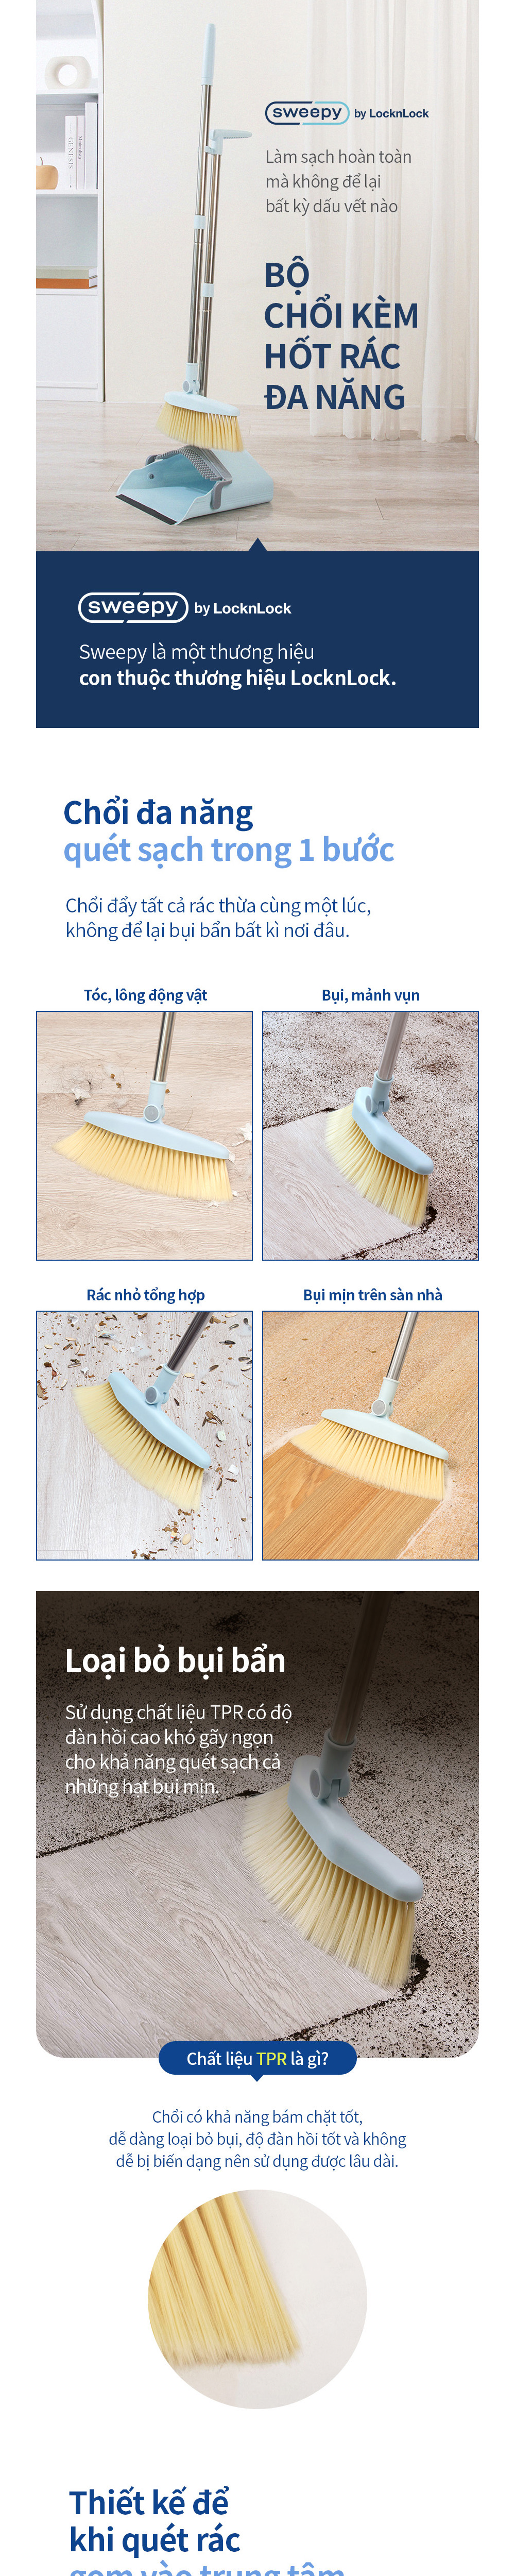 sweepy by LocknLock
Làm sạch hoàn toàn
mà không để lại
bất kỳ dấu vết nào
BỘ
CHỔI KÈM
HỐT RÁC
ĐA NĂNG
GENESIS
sweepy by LocknLock
Sweepy là một thương hiệu
con thuộc thương hiệu LocknLock.
Chổi đa năng
quét sạch trong 1 bước
Chổi đẩy tất cả rác thừa cùng một lúc,
không để lại bụi bẩn bất kì nơi đâu.
Tóc, lông động vật
Bụi, mảnh vụn
Rác nhỏ tổng hợp
Bụi mịn trên sàn nhà
Loại bỏ bụi bẩn
Sử dụng chất liệu TPR có độ
đàn hồi cao khó gãy ngọn
cho khả năng quét sạch cả
những hạt bụi mịn.
Chất liệu TPR là gì?
Chổi có khả năng bám chặt tốt,
dễ dàng loại bỏ bụi, độ đàn hồi tốt và không
dễ bị biến dạng nên sử dụng được lâu dài.
Thiết kế để
khi quét rác
gom vào trung tâm